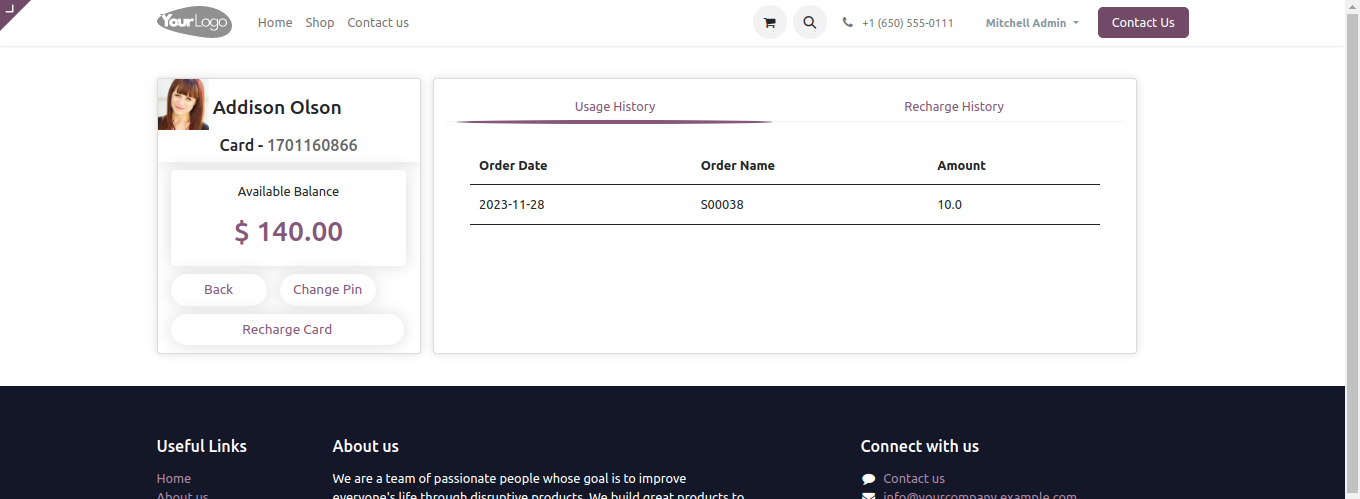 YourLogo
Home Shop Contact us
+1 (650) 555-0111
Mitchell Admin
Contact Us
Addison Olson
Card - 1701160866
Available Balance
$ 140.00
Back Change Pin
Recharge Card
Usage History Recharge History
Order Date Order Name Amount
2023-11-28 S00038 10.0
Useful Links
Home
About us
About us
We are a team of passionate people whose goal is to improve
everyone's life through disruptive products. We build great products to
Connect with us
Contact us
info@yourcompany.example.com